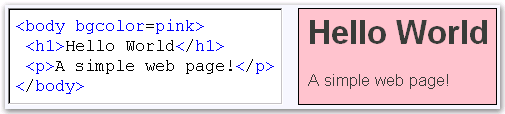 <body bgcolor=pink>
<h1>Hello World</h1>
<p>A simple web page!</p>
</body>
Hello World
A simple web page!